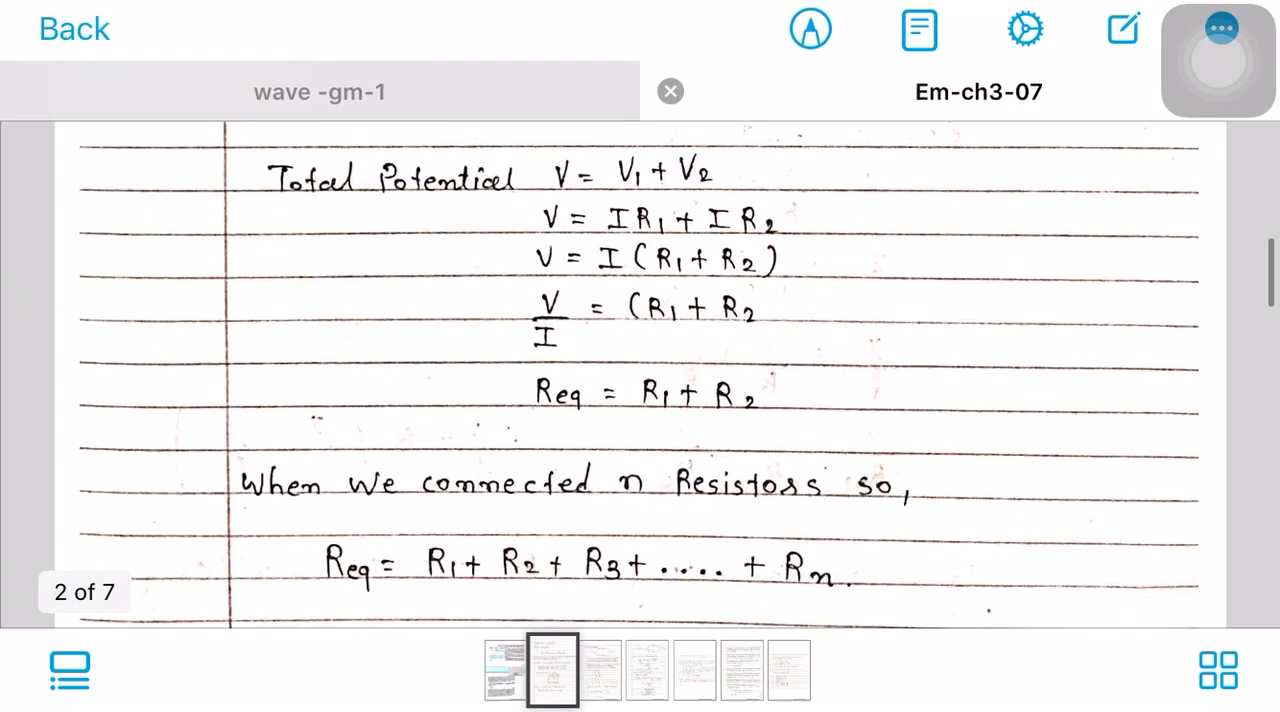 Back
wave -gm-1
Em-ch3-07
Total Potential V = V1 + V2
V = IR1 + IR2
V = I(R1 + R2)
V/I = (R1 + R2
Req = R1 + R2
When we connected n Resistors so,
Req = R1 + R2 + R3 + ..... + Rn.
2 of 7